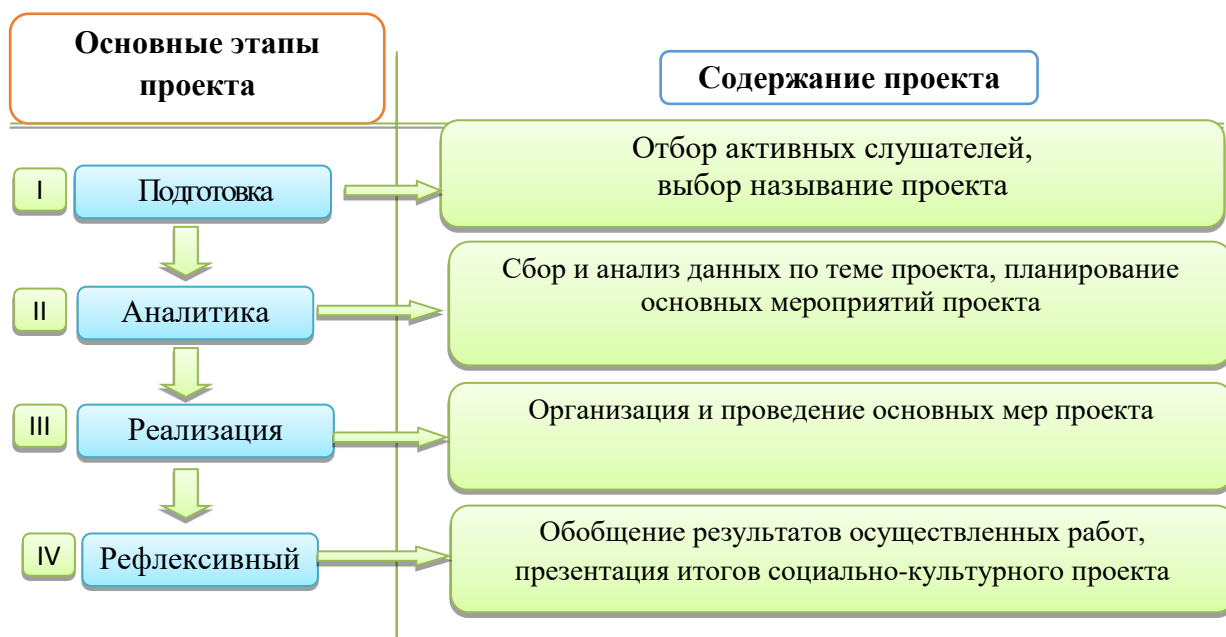 Основные этапы
проекта
Содержание проекта
I
Подготовка
Отбор активных слушателей,
выбор называние проекта
II
Аналитика
Сбор и анализ данных по теме проекта, планирование
основных мероприятий проекта
III
Реализация
Организация и проведение основных мер проекта
IV
Рефлексивный
Обобщение результатов осуществленных работ,
презентация итогов социально-культурного проекта